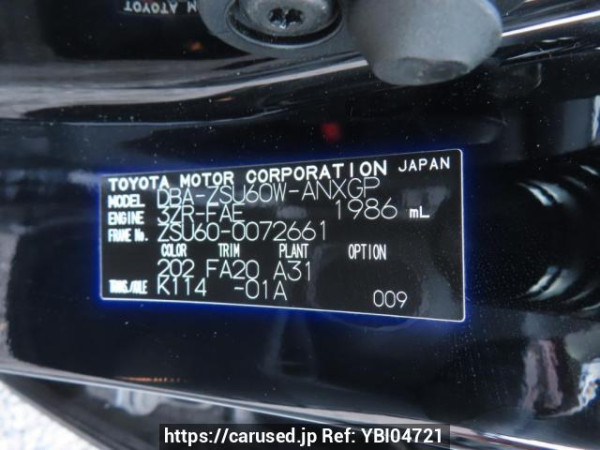 M ATOYOT
TOYOTA MOTOR CORPORATION JAPAN
MODEL DBA-ZSU60W-ANXGP
ENGINE 3ZR-FAE 1986 mL
FRAME No. ZSU60-0072661
COLOR TRIM PLANT OPTION
202 FA20 A31
TRANS./AXLE K114 -01A 009
https://carused.jp Ref: YBI04721